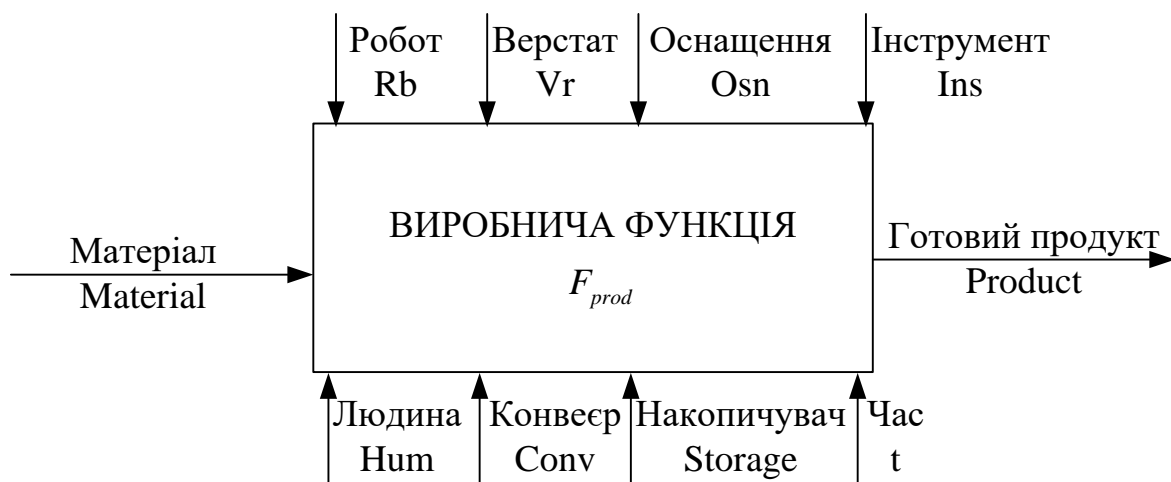 Робот
Rb
Верстат
Vr
Оснащення
Osn
Інструмент
Ins
ВИРОБНИЧА ФУНКЦІЯ
F_prod
Матеріал
Material
Готовий продукт
Product
Людина
Hum
Конвеєр
Conv
Накопичувач
Storage
Час
t